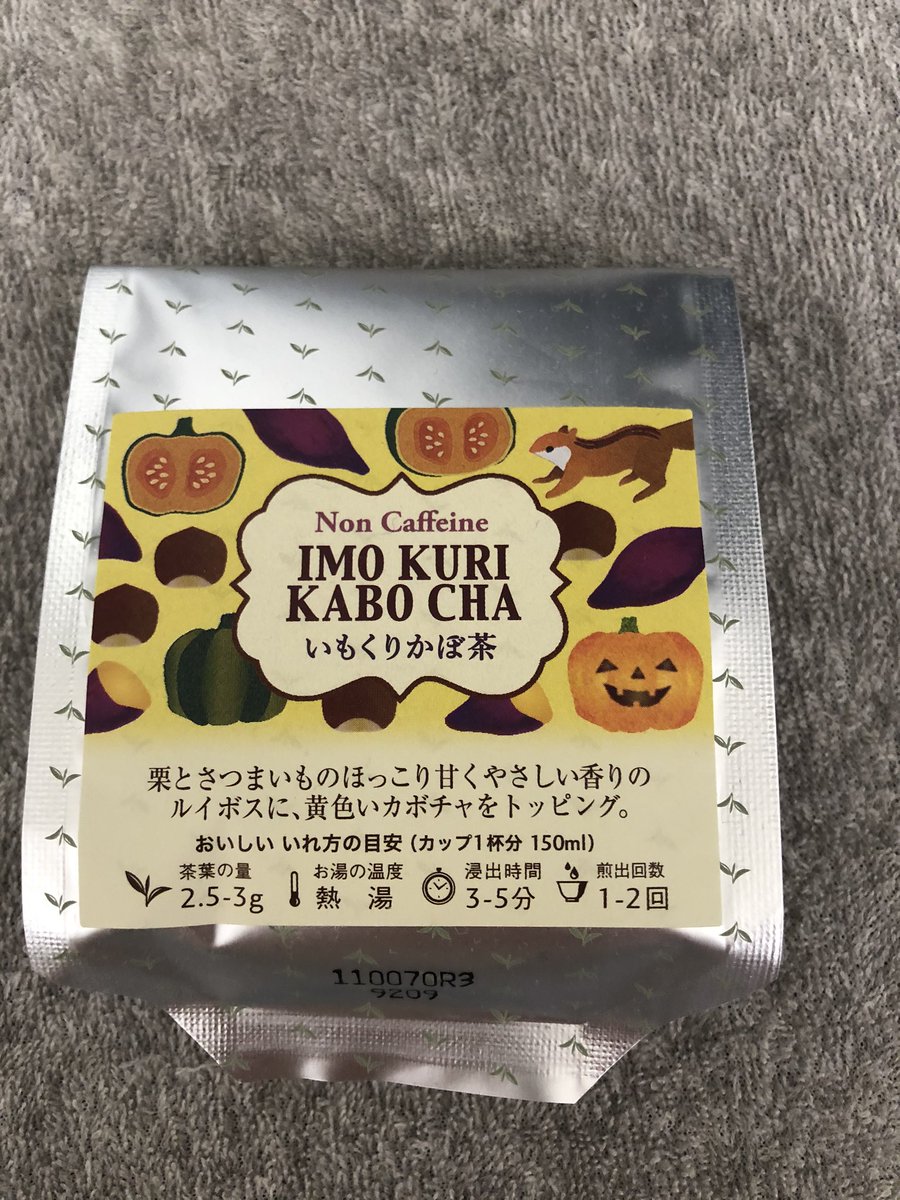 Non Caffeine
IMO KURI
KABO CHA
いもくりかぼ茶
栗とさつまいものほっこり甘くやさしい香りの
ルイボスに、黄色いカボチャをトッピング。
おいしい いれ方の目安 (カップ1杯分 150ml)
茶葉の量 お湯の温度 浸出時間 煎出回数
2.5-3g 熱 湯 3-5分 1-2回
110070R3
9209